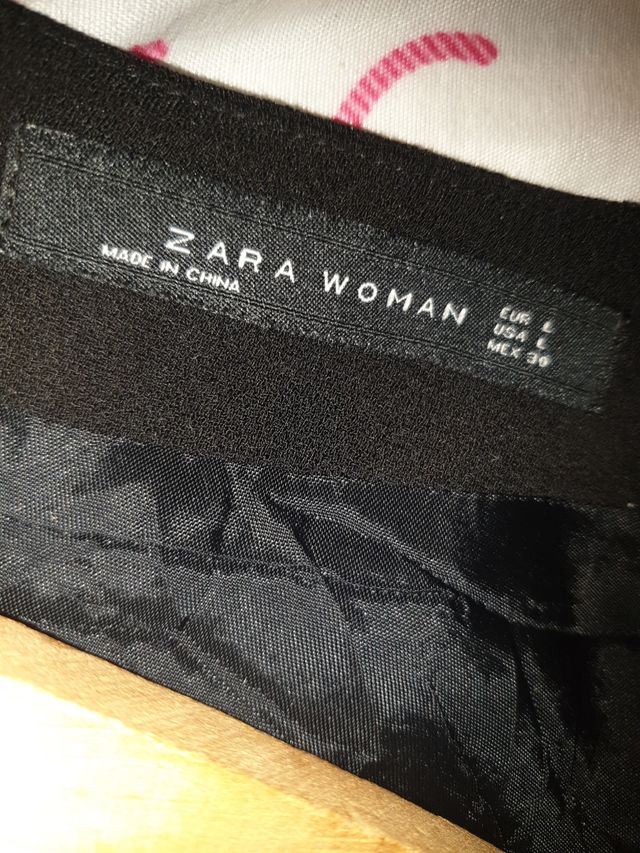 ZARA WOMAN
MADE IN CHINA
EUR L
USA L
MEX 30